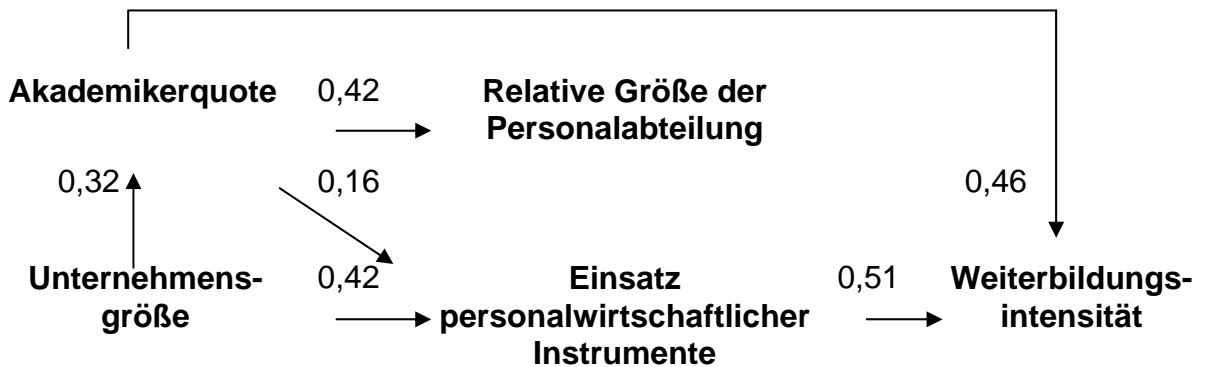 Akademikerquote 0,42 Relative Größe der
Personalabteilung
0,32 0,16 0,46
Unternehmens- 0,42 Einsatz 0,51 Weiterbildungs-
größe personalwirtschaftlicher intensität
Instrumente